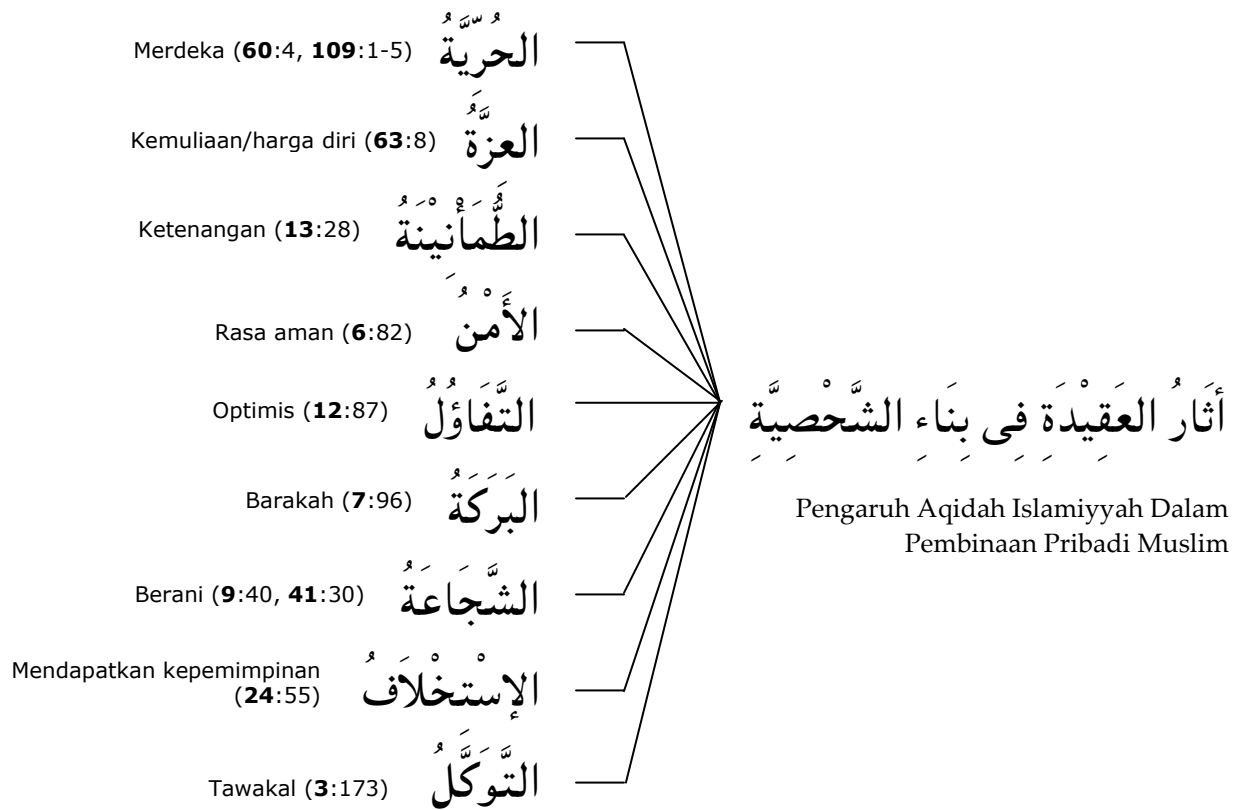 أثَارُ العَقِيْدَةِ فِى بِنَاءِ الشَّحْصِيَّةِ
Pengaruh Aqidah Islamiyyah Dalam
Pembinaan Pribadi Muslim
الحُرِّيَّةُ
Merdeka (60:4, 109:1-5)
العِزَّةُ
Kemuliaan/harga diri (63:8)
الطُّمَأْنِيْنَةُ
Ketenangan (13:28)
الأَمْنُ
Rasa aman (6:82)
التَّفَاؤُلُ
Optimis (12:87)
البَرَكَةُ
Barakah (7:96)
الشَّجَاعَةُ
Berani (9:40, 41:30)
الإِسْتِخْلاَفُ
Mendapatkan kepemimpinan
(24:55)
التَّوَكَّلُ
Tawakal (3:173)